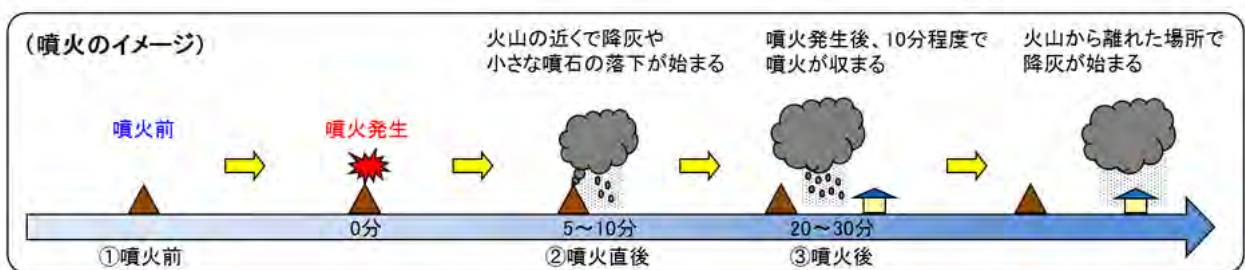 (噴火のイメージ)
火山の近くで降灰や
小さな噴石の落下が始まる
噴火発生後、10分程度で
噴火が収まる
火山から離れた場所で
降灰が始まる
噴火前
噴火発生
0分
5~10分
20~30分
①噴火前
②噴火直後
③噴火後